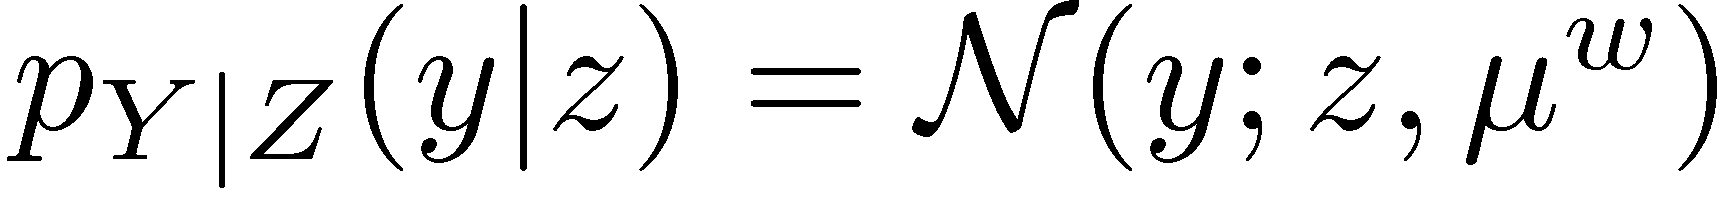 p_{Y|Z}(y|z) = \mathcal{N}(y; z, \mu^w)